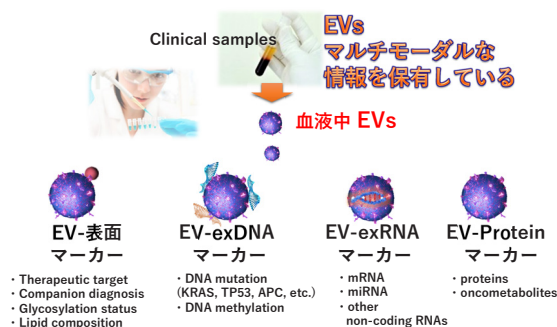 Clinical samples
EVs
マルチモーダルな
情報を保有している
血液中 EVs
EV-表面
マーカー
・Therapeutic target
・Companion diagnosis
・Glycosylation status
・Lipid composition
EV-exDNA
マーカー
・DNA mutation
(KRAS, TP53, APC, etc.)
・DNA methylation
EV-exRNA
マーカー
・mRNA
・miRNA
・other
non-coding RNAs
EV-Protein
マーカー
・proteins
・oncometabolites